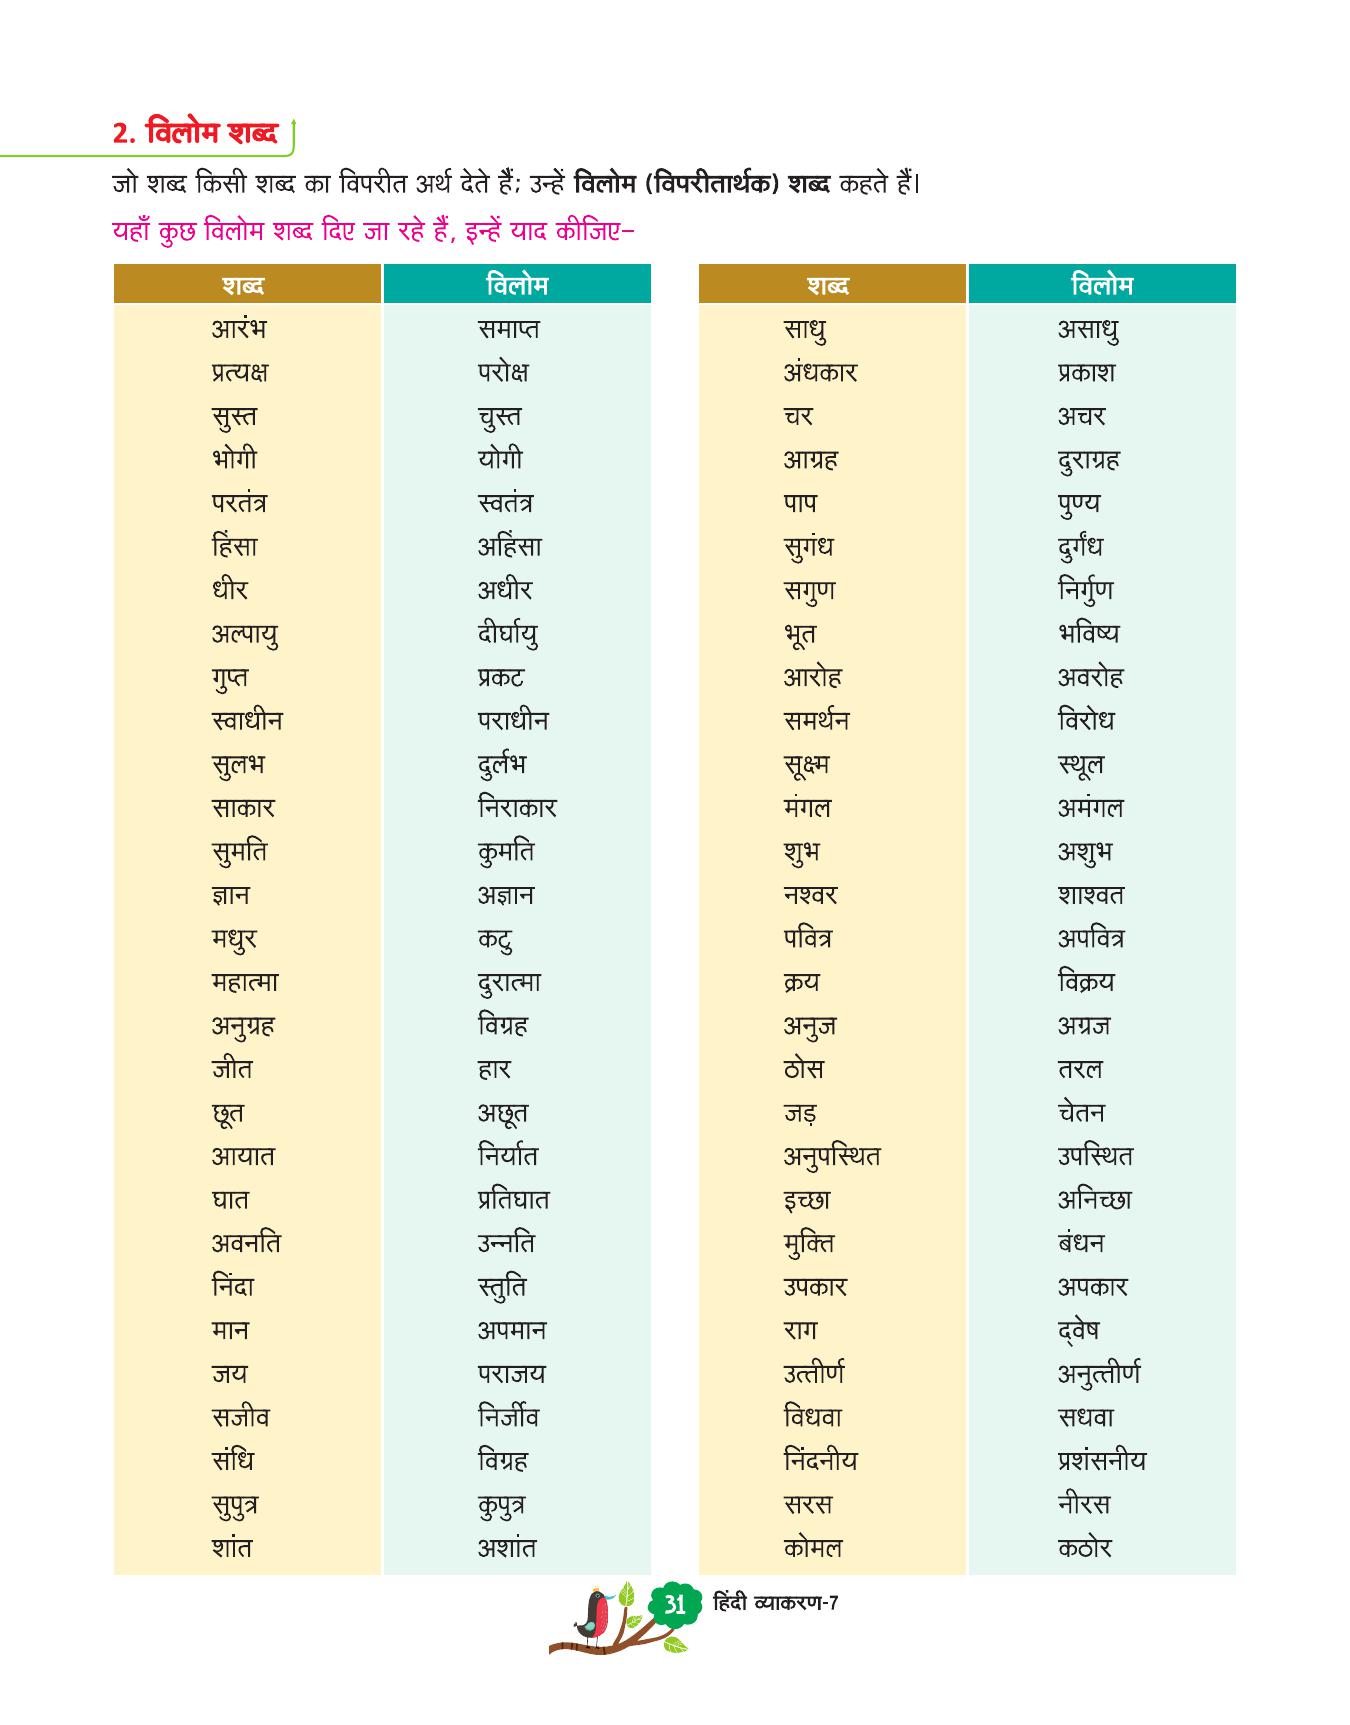 2. विलोम शब्द
जो शब्द किसी शब्द का विपरीत अर्थ देते हैं; उन्हें विलोम (विपरीतार्थक) शब्द कहते हैं।
यहाँ कुछ विलोम शब्द दिए जा रहे हैं, इन्हें याद कीजिए–
शब्द विलोम शब्द विलोम
आरंभ समाप्त साधु असाधु
प्रत्यक्ष परोक्ष अंधकार प्रकाश
सुस्त चुस्त चर अचर
भोगी योगी आग्रह दुराग्रह
परतंत्र स्वतंत्र पाप पुण्य
हिंसा अहिंसा सुगंध दुर्गंध
धीर अधीर सगुण निर्गुण
अल्पायु दीर्घायु भूत भविष्य
गुप्त प्रकट आरोह अवरोह
स्वाधीन पराधीन समर्थन विरोध
सुलभ दुर्लभ सूक्ष्म स्थूल
साकार निराकार मंगल अमंगल
सुमति कुमति शुभ अशुभ
ज्ञान अज्ञान नश्वर शाश्वत
मधुर कटु पवित्र अपवित्र
महात्मा दुरात्मा क्रय विक्रय
अनुग्रह विग्रह अनुज अग्रज
जीत हार ठोस तरल
छूत अछूत जड़ चेतन
आयात निर्यात अनुपस्थित उपस्थित
घात प्रतिघात इच्छा अनिच्छा
अवनति उन्नति मुक्ति बंधन
निंदा स्तुति उपकार अपकार
मान अपमान राग द्‌वेष
जय पराजय उत्तीर्ण अनुत्तीर्ण
सजीव निर्जीव विधवा सधवा
संधि विग्रह निंदनीय प्रशंसनीय
सुपुत्र कुपुत्र सरस नीरस
शांत अशांत कोमल कठोर
31 हिंदी व्याकरण-7